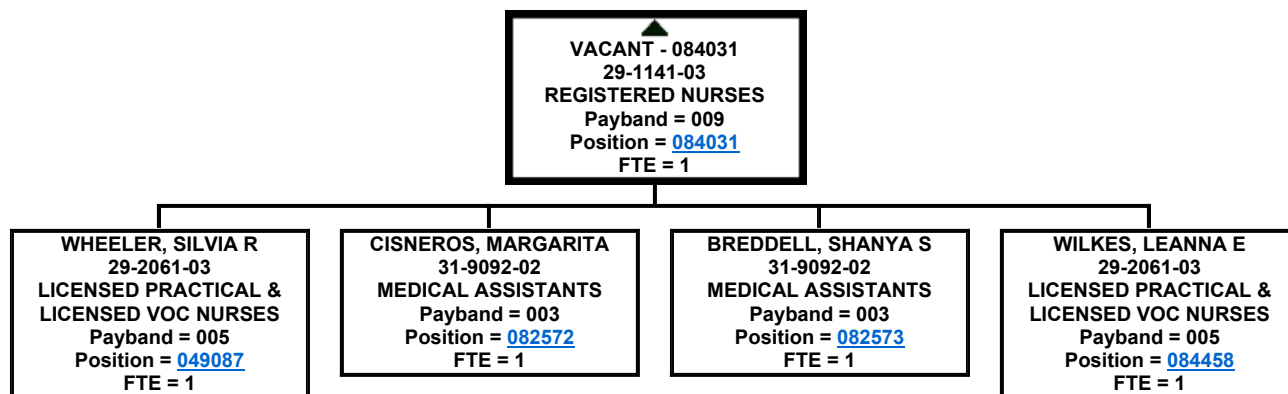 VACANT - 084031
29-1141-03
REGISTERED NURSES
Payband = 009
Position = 084031
FTE = 1
WHEELER, SILVIA R
29-2061-03
LICENSED PRACTICAL &
LICENSED VOC NURSES
Payband = 005
Position = 049087
FTE = 1
CISNEROS, MARGARITA
31-9092-02
MEDICAL ASSISTANTS
Payband = 003
Position = 082572
FTE = 1
BREDDELL, SHANYA S
31-9092-02
MEDICAL ASSISTANTS
Payband = 003
Position = 082573
FTE = 1
WILKES, LEANNA E
29-2061-03
LICENSED PRACTICAL &
LICENSED VOC NURSES
Payband = 005
Position = 084458
FTE = 1